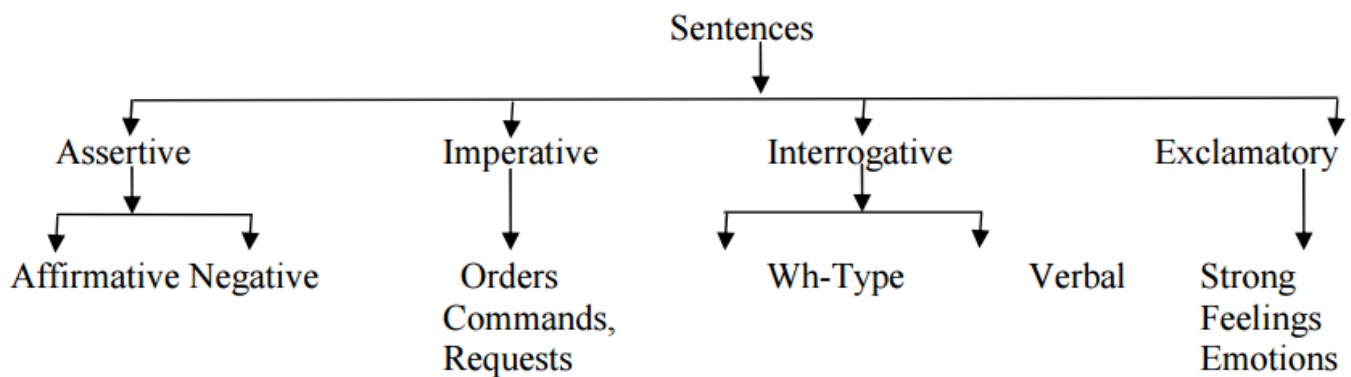 Sentences
Assertive Imperative Interrogative Exclamatory
Affirmative Negative Orders Wh-Type Verbal Strong
Commands, Feelings
Requests Emotions